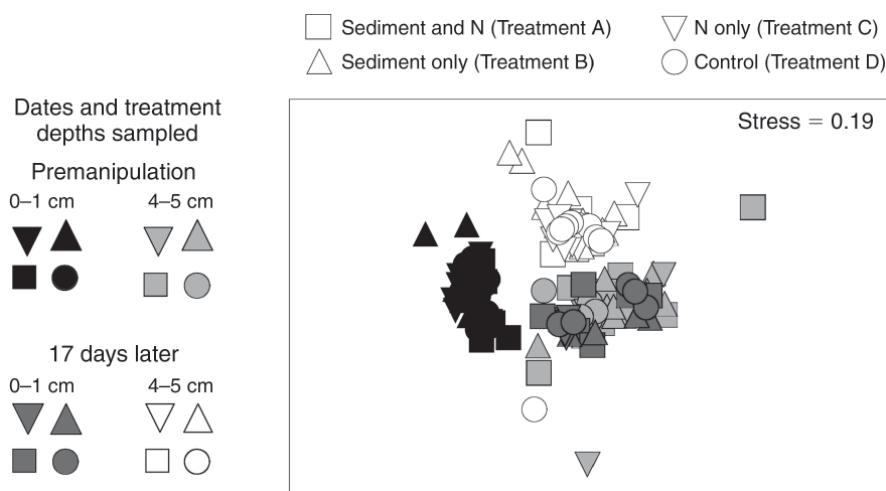 Sediment and N (Treatment A)
N only (Treatment C)
Sediment only (Treatment B)
Control (Treatment D)
Dates and treatment
depths sampled
Premanipulation
0–1 cm
4–5 cm
17 days later
0–1 cm
4–5 cm
Stress = 0.19